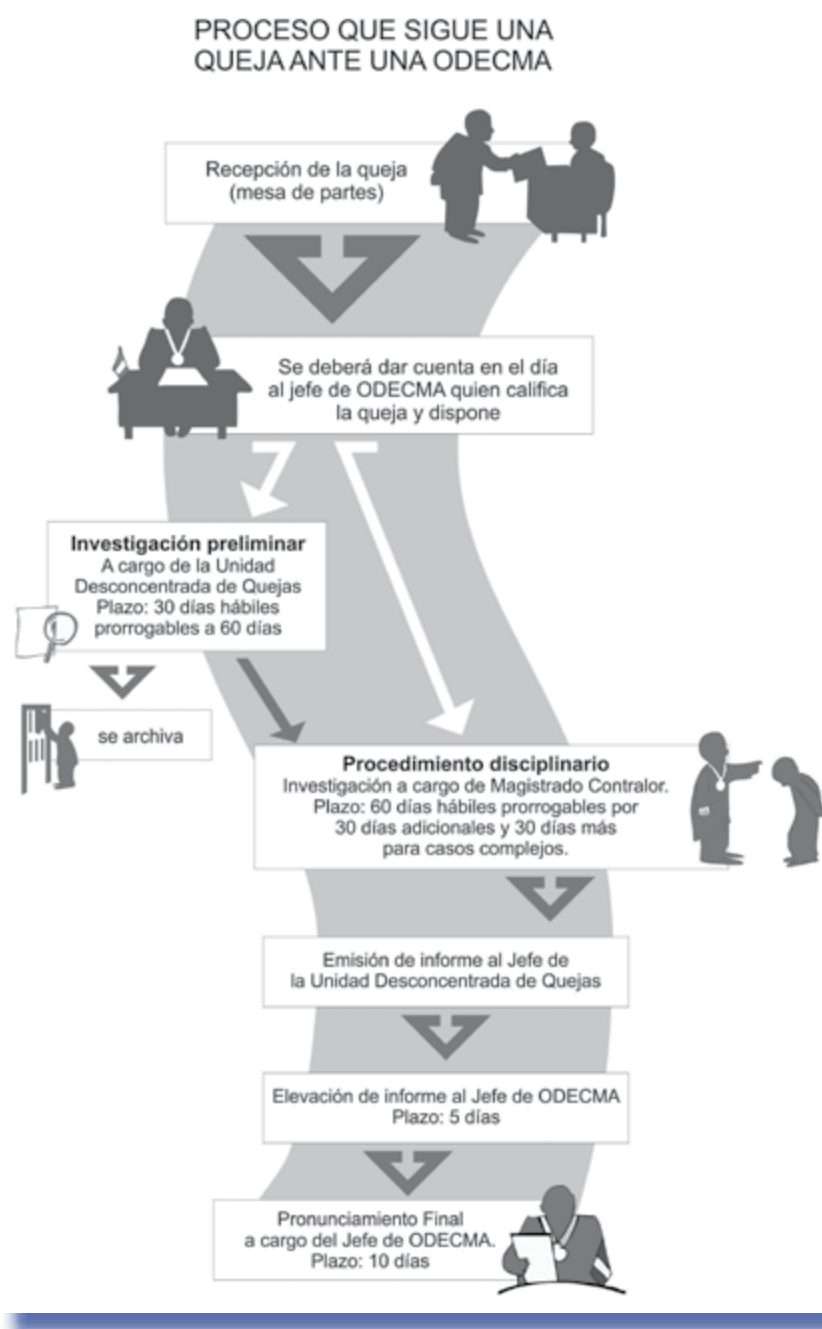 PROCESO QUE SIGUE UNA
QUEJA ANTE UNA ODECMA
Recepción de la queja
(mesa de partes)
Se deberá dar cuenta en el día
al jefe de ODECMA quien califica
la queja y dispone
Investigación preliminar
A cargo de la Unidad
Desconcentrada de Quejas
Plazo: 30 días hábiles
prorrogables a 60 días
se archiva
Procedimiento disciplinario
Investigación a cargo de Magistrado Contralor.
Plazo: 60 días hábiles prorrogables por
30 días adicionales y 30 días más
para casos complejos.
Emisión de informe al Jefe de
la Unidad Desconcentrada de Quejas
Elevación de informe al Jefe de ODECMA
Plazo: 5 días
Pronunciamiento Final
a cargo del Jefe de ODECMA.
Plazo: 10 días